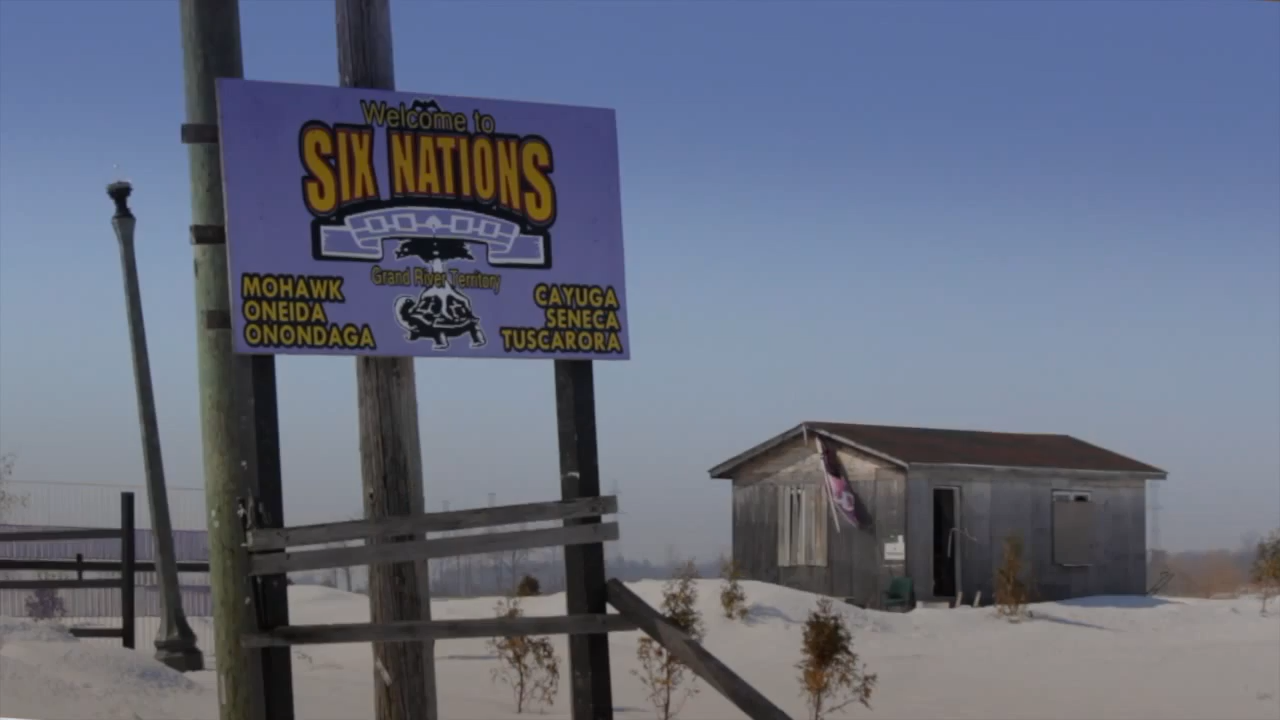 Welcome to
SIX NATIONS
Grand River Territory
MOHAWK
ONEIDA
ONONDAGA
CAYUGA
SENECA
TUSCARORA